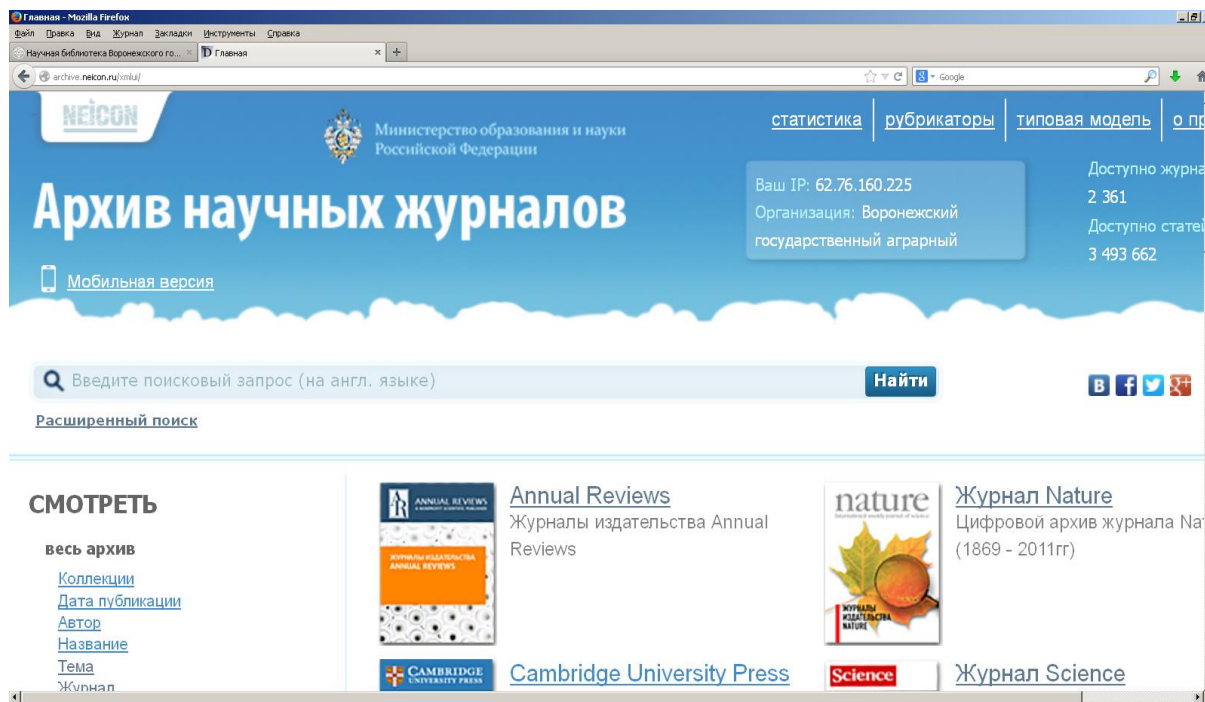 Главная - Mozilla Firefox
Файл Правка Вид Журнал Закладки Инструменты Справка
Научная библиотека Воронежского го... Главная
archive.neicon.ru/xmlui/
Google
NEICON
Министерство образования и науки
Российской Федерации
статистика рубрикаторы типовая модель о пр
Архив научных журналов
Ваш IP: 62.76.160.225
Организация: Воронежский
государственный аграрный
Доступно журна
2 361
Доступно статей
3 493 662
Мобильная версия
Введите поисковый запрос (на англ. языке)
Найти
Расширенный поиск
СМОТРЕТЬ
весь архив
Коллекции
Дата публикации
Автор
Название
Тема
Журнал
ANNUAL REVIEWS
ЖУРНАЛЫ ИЗДАТЕЛЬСТВА
ANNUAL REVIEWS
Annual Reviews
Журналы издательства Annual
Reviews
nature
ЖУРНАЛЫ
ИЗДАТЕЛЬСТВА
NATURE
Журнал Nature
Цифровой архив журнала Nat
(1869 - 2011гг)
CAMBRIDGE
UNIVERSITY PRESS
Cambridge University Press
Science
Журнал Science